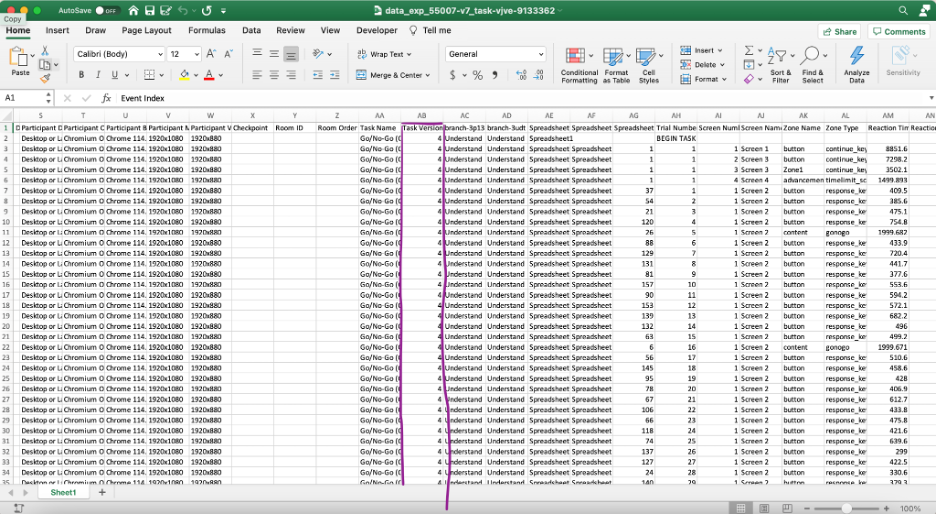 AutoSave OFF data_exp_55007-v7_task-vjve-9133362
Copy
Home Insert Draw Page Layout Formulas Data Review View Developer Tell me Share Comments
Paste Calibri (Body) 12 Wrap Text General Insert Delete Format
B I U Merge & Center $ % Conditional Formatting Format as Table Cell Styles Sort & Filter Find & Select Analyze Data Sensitivity
A1 fx Event Index
S T U V W X Y Z AA AB AC AD AE AF AG AH AI AJ AK AL AM AN
1 Participant D Participant O Participant B Participant M Participant V Checkpoint Room ID Room Order Task Name Task Version branch-3p13 branch-3udt Spreadsheet Spreadsheet Spreadsheet Trial Numbe Screen Numl Screen Nam Zone Name Zone Type Reaction Tim Reaction
2 Desktop or La Chromium O Chrome 114. 1920x1080 1920x880 Go/No-Go (C 4 Understand Understand Spreadsheet1 BEGIN TASK
3 Desktop or La Chromium O Chrome 114. 1920x1080 1920x880 Go/No-Go (C 4 Understand Understand Spreadsheet Spreadsheet 1 1 1 Screen 1 button continue_key 8851.6
4 Desktop or La Chromium O Chrome 114. 1920x1080 1920x880 Go/No-Go (C 4 Understand Understand Spreadsheet Spreadsheet 1 1 2 Screen 3 button continue_key 7298.2
5 Desktop or La Chromium O Chrome 114. 1920x1080 1920x880 Go/No-Go (C 4 Understand Understand Spreadsheet Spreadsheet 1 1 3 Screen 3 Zone1 continue_key 3502.1
6 Desktop or La Chromium O Chrome 114. 1920x1080 1920x880 Go/No-Go (C 4 Understand Understand Spreadsheet Spreadsheet 1 1 4 Screen 4 advancemen timelimit_sc 1499.893
7 Desktop or La Chromium O Chrome 114. 1920x1080 1920x880 Go/No-Go (C 4 Understand Understand Spreadsheet Spreadsheet 37 1 1 Screen 2 button response_ke 409.5
8 Desktop or La Chromium O Chrome 114. 1920x1080 1920x880 Go/No-Go (C 4 Understand Understand Spreadsheet Spreadsheet 54 2 1 Screen 2 button response_ke 385.6
9 Desktop or La Chromium O Chrome 114. 1920x1080 1920x880 Go/No-Go (C 4 Understand Understand Spreadsheet Spreadsheet 21 3 1 Screen 2 button response_ke 475.1
10 Desktop or La Chromium O Chrome 114. 1920x1080 1920x880 Go/No-Go (C 4 Understand Understand Spreadsheet Spreadsheet 120 4 1 Screen 2 button response_ke 754.8
11 Desktop or La Chromium O Chrome 114. 1920x1080 1920x880 Go/No-Go (C 4 Understand Understand Spreadsheet Spreadsheet 26 5 1 Screen 2 content gonogo 1999.682
12 Desktop or La Chromium O Chrome 114. 1920x1080 1920x880 Go/No-Go (C 4 Understand Understand Spreadsheet Spreadsheet 88 6 1 Screen 2 button response_ke 433.9
13 Desktop or La Chromium O Chrome 114. 1920x1080 1920x880 Go/No-Go (C 4 Understand Understand Spreadsheet Spreadsheet 129 7 1 Screen 2 button response_ke 720.4
14 Desktop or La Chromium O Chrome 114. 1920x1080 1920x880 Go/No-Go (C 4 Understand Understand Spreadsheet Spreadsheet 131 8 1 Screen 2 button response_ke 441.7
15 Desktop or La Chromium O Chrome 114. 1920x1080 1920x880 Go/No-Go (C 4 Understand Understand Spreadsheet Spreadsheet 81 9 1 Screen 2 button response_ke 377.6
16 Desktop or La Chromium O Chrome 114. 1920x1080 1920x880 Go/No-Go (C 4 Understand Understand Spreadsheet Spreadsheet 157 10 1 Screen 2 button response_ke 553.6
17 Desktop or La Chromium O Chrome 114. 1920x1080 1920x880 Go/No-Go (C 4 Understand Understand Spreadsheet Spreadsheet 90 11 1 Screen 2 button response_ke 594.2
18 Desktop or La Chromium O Chrome 114. 1920x1080 1920x880 Go/No-Go (C 4 Understand Understand Spreadsheet Spreadsheet 153 12 1 Screen 2 button response_ke 572.1
19 Desktop or La Chromium O Chrome 114. 1920x1080 1920x880 Go/No-Go (C 4 Understand Understand Spreadsheet Spreadsheet 139 13 1 Screen 2 button response_ke 682.2
20 Desktop or La Chromium O Chrome 114. 1920x1080 1920x880 Go/No-Go (C 4 Understand Understand Spreadsheet Spreadsheet 132 14 1 Screen 2 button response_ke 496
21 Desktop or La Chromium O Chrome 114. 1920x1080 1920x880 Go/No-Go (C 4 Understand Understand Spreadsheet Spreadsheet 63 15 1 Screen 2 button response_ke 499.2
22 Desktop or La Chromium O Chrome 114. 1920x1080 1920x880 Go/No-Go (C 4 Understand Understand Spreadsheet Spreadsheet 6 16 1 Screen 2 content gonogo 1999.671
23 Desktop or La Chromium O Chrome 114. 1920x1080 1920x880 Go/No-Go (C 4 Understand Understand Spreadsheet Spreadsheet 56 17 1 Screen 2 button response_ke 510.6
24 Desktop or La Chromium O Chrome 114. 1920x1080 1920x880 Go/No-Go (C 4 Understand Understand Spreadsheet Spreadsheet 145 18 1 Screen 2 button response_ke 458.6
25 Desktop or La Chromium O Chrome 114. 1920x1080 1920x880 Go/No-Go (C 4 Understand Understand Spreadsheet Spreadsheet 95 19 1 Screen 2 button response_ke 428
26 Desktop or La Chromium O Chrome 114. 1920x1080 1920x880 Go/No-Go (C 4 Understand Understand Spreadsheet Spreadsheet 78 20 1 Screen 2 button response_ke 406.9
27 Desktop or La Chromium O Chrome 114. 1920x1080 1920x880 Go/No-Go (C 4 Understand Understand Spreadsheet Spreadsheet 67 21 1 Screen 2 button response_ke 612.7
28 Desktop or La Chromium O Chrome 114. 1920x1080 1920x880 Go/No-Go (C 4 Understand Understand Spreadsheet Spreadsheet 106 22 1 Screen 2 button response_ke 433.8
29 Desktop or La Chromium O Chrome 114. 1920x1080 1920x880 Go/No-Go (C 4 Understand Understand Spreadsheet Spreadsheet 66 23 1 Screen 2 button response_ke 475.8
30 Desktop or La Chromium O Chrome 114. 1920x1080 1920x880 Go/No-Go (C 4 Understand Understand Spreadsheet Spreadsheet 118 24 1 Screen 2 button response_ke 421.6
31 Desktop or La Chromium O Chrome 114. 1920x1080 1920x880 Go/No-Go (C 4 Understand Understand Spreadsheet Spreadsheet 74 25 1 Screen 2 button response_ke 639.6
32 Desktop or La Chromium O Chrome 114. 1920x1080 1920x880 Go/No-Go (C 4 Understand Understand Spreadsheet Spreadsheet 137 26 1 Screen 2 button response_ke 299
33 Desktop or La Chromium O Chrome 114. 1920x1080 1920x880 Go/No-Go (C 4 Understand Understand Spreadsheet Spreadsheet 127 27 1 Screen 2 button response_ke 422.5
34 Desktop or La Chromium O Chrome 114. 1920x1080 1920x880 Go/No-Go (C 4 Understand Understand Spreadsheet Spreadsheet 24 28 1 Screen 2 button response_ke 330.6
35 Desktop or La Chromium O Chrome 114. 1920x1080 1920x880 Go/No-Go (C 4 Understand Understand Spreadsheet Spreadsheet 140 29 1 Screen 2 button response_ke 379.3
Sheet1 +
100%